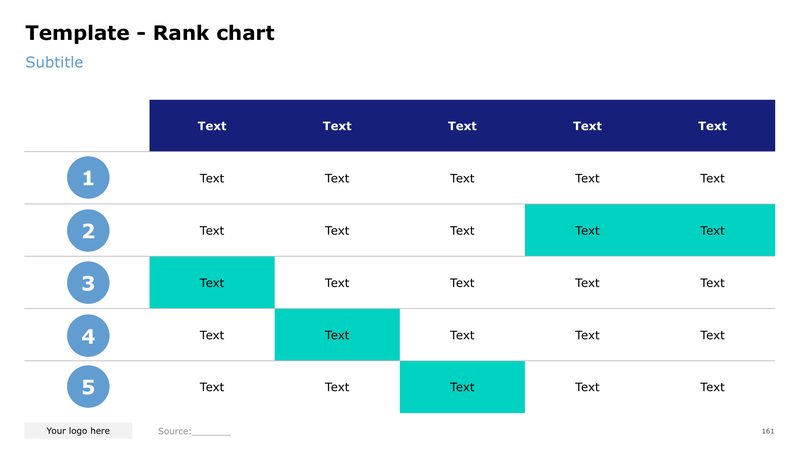 Template - Rank chart
Subtitle
Text Text Text Text Text
1 Text Text Text Text Text
2 Text Text Text Text Text
3 Text Text Text Text Text
4 Text Text Text Text Text
5 Text Text Text Text Text
Your logo here Source:_______ 161